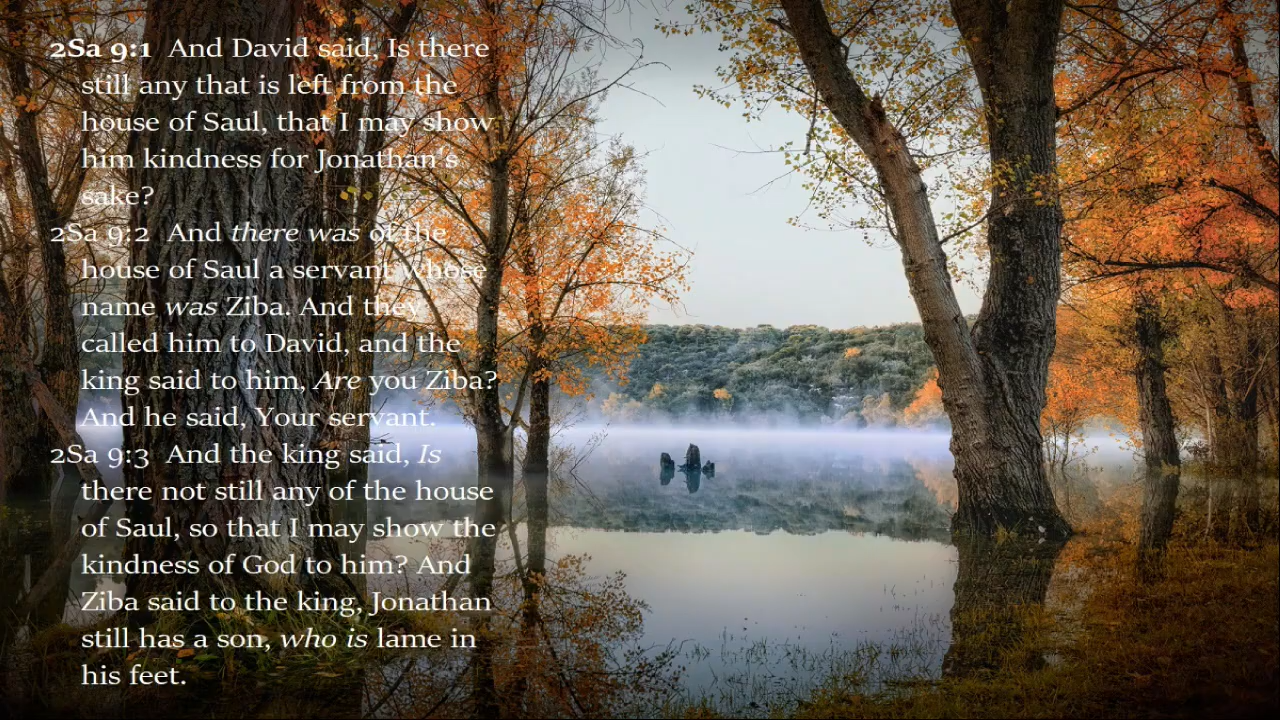 2Sa 9:1 And David said, Is there
still any that is left from the
house of Saul, that I may show
him kindness for Jonathan's
sake?
2Sa 9:2 And there was of the
house of Saul a servant whose
name was Ziba. And they
called him to David, and the
king said to him, Are you Ziba?
And he said, Your servant.
2Sa 9:3 And the king said, Is
there not still any of the house
of Saul, so that I may show the
kindness of God to him? And
Ziba said to the king, Jonathan
still has a son, who is lame in
his feet.